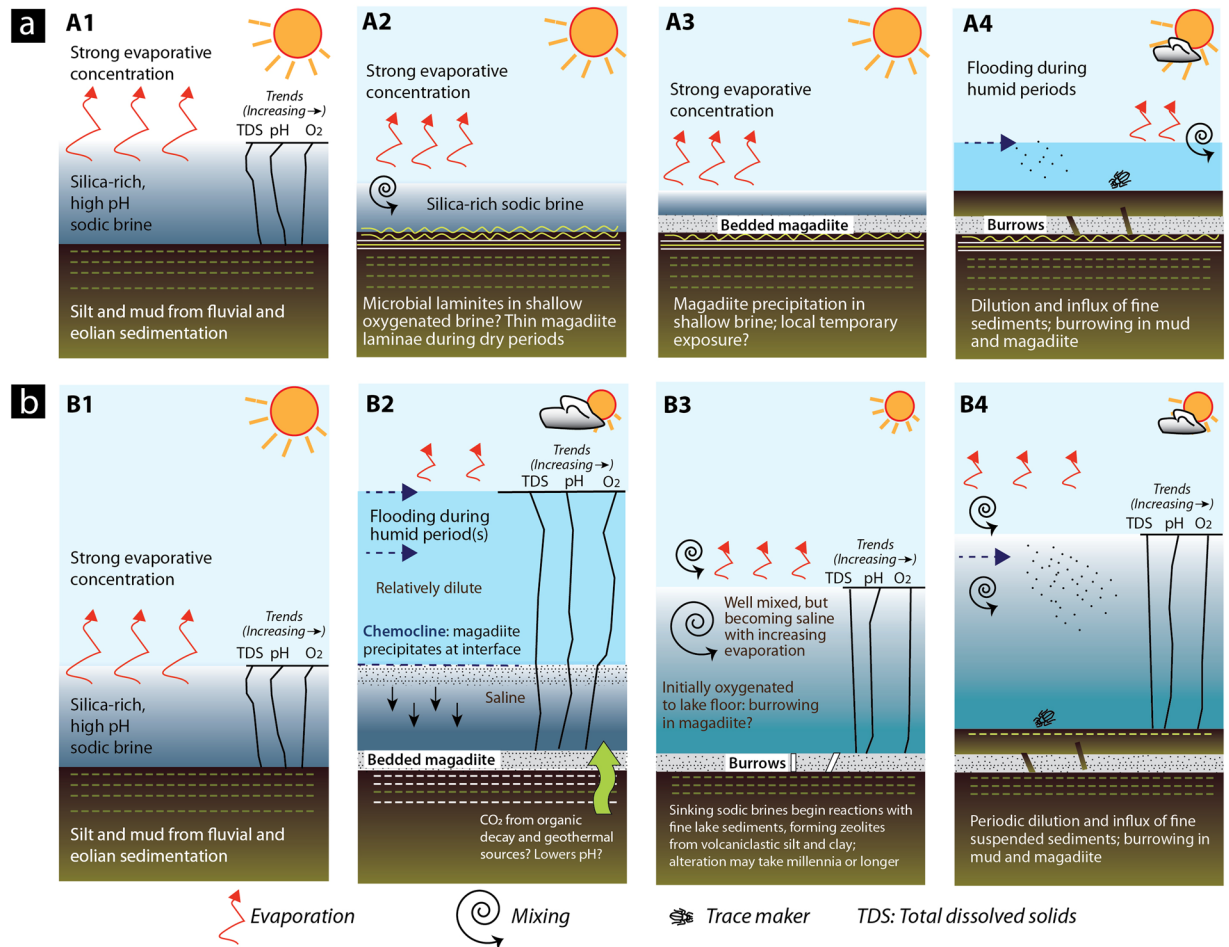 a
A1
Strong evaporative
concentration
Trends
(Increasing→)
TDS pH O2
Silica-rich,
high pH
sodic brine
Silt and mud from fluvial and
eolian sedimentation
A2
Strong evaporative
concentration
Silica-rich sodic brine
Microbial laminites in shallow
oxygenated brine? Thin magadiite
laminae during dry periods
A3
Strong evaporative
concentration
Bedded magadiite
Magadiite precipitation in
shallow brine; local temporary
exposure?
A4
Flooding during
humid periods
Burrows
Dilution and influx of fine
sediments; burrowing in mud
and magadiite
b
B1
Strong evaporative
concentration
Trends
(Increasing→)
TDS pH O2
Silica-rich,
high pH
sodic brine
Silt and mud from fluvial and
eolian sedimentation
B2
Trends
(Increasing→)
TDS pH O2
Flooding during
humid period(s)
Relatively dilute
Chemocline: magadiite
precipitates at interface
Saline
Bedded magadiite
CO2 from organic
decay and geothermal
sources? Lowers pH?
B3
Trends
(Increasing→)
TDS pH O2
Well mixed, but
becoming saline
with increasing
evaporation
Initially oxygenated
to lake floor: burrowing
in magadiite?
Burrows
Sinking sodic brines begin reactions with
fine lake sediments, forming zeolites
from volcaniclastic silt and clay;
alteration may take millennia or longer
B4
Trends
(Increasing→)
TDS pH O2
Periodic dilution and influx of fine
suspended sediments; burrowing in
mud and magadiite
Evaporation
Mixing
Trace maker
TDS: Total dissolved solids